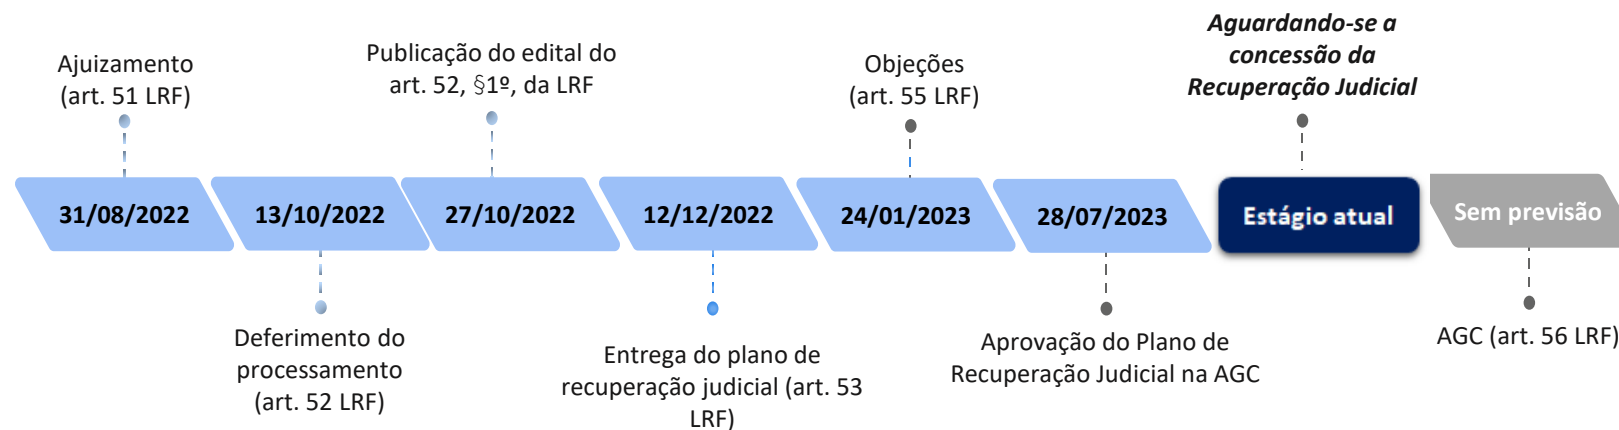 Ajuizamento
(art. 51 LRF)
Publicação do edital do
art. 52, §1º, da LRF
Objeções
(art. 55 LRF)
Aguardando-se a
concessão da
Recuperação Judicial
31/08/2022
13/10/2022
27/10/2022
12/12/2022
24/01/2023
28/07/2023
Estágio atual
Sem previsão
Deferimento do
processamento
(art. 52 LRF)
Entrega do plano de
recuperação judicial (art. 53
LRF)
Aprovação do Plano de
Recuperação Judicial na AGC
AGC (art. 56 LRF)